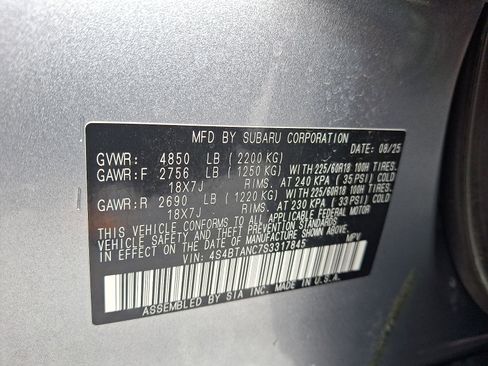 MFD BY SUBARU CORPORATION
DATE: 08/25
GVWR: 4850 LB (2200 KG)
GAWR:F 2756 LB (1250 KG) WITH 225/60R18 100H TIRES.
18X7J RIMS. AT 240 KPA (35 PSI) COLD
GAWR:R 2690 LB (1220 KG) WITH 225/60R18 100H TIRES.
18X7J RIMS. AT 230 KPA (33 PSI) COLD
THIS VEHICLE CONFORMS TO ALL APPLICABLE FEDERAL MOTOR
VEHICLE SAFETY AND THEFT PREVENTION STANDARDS
IN EFFECT ON THE DATE OF MANUFACTURE SHOWN ABOVE.
VIN: 4S4BTANC7S3317845 MPV
ASSEMBLED BY SIA INC. MADE IN U.S.A.